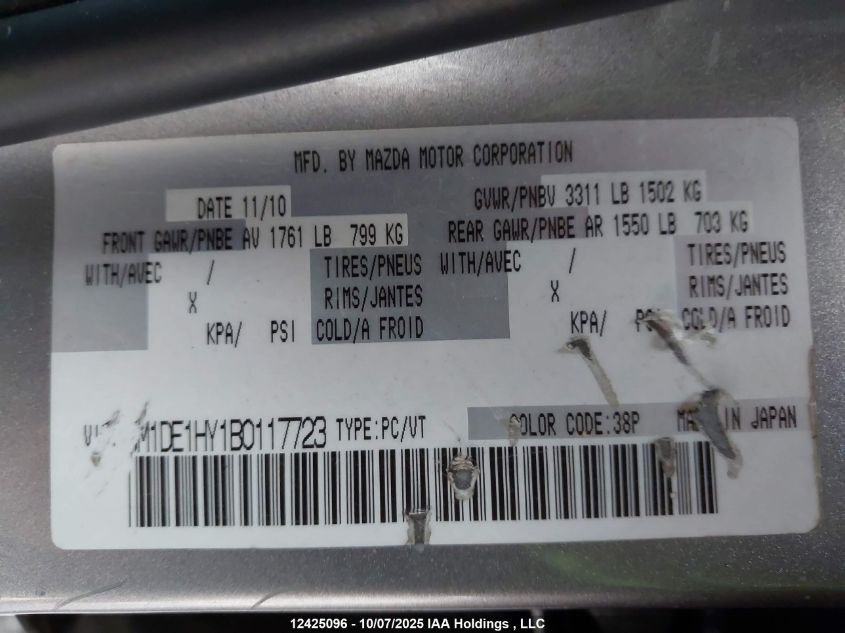 MFD. BY MAZDA MOTOR CORPORATION
DATE 11/10 GVWR/PNBV 3311 LB 1502 KG
FRONT GAWR/PNBE AV 1761 LB 799 KG REAR GAWR/PNBE AR 1550 LB 703 KG
WITH/AVEC / TIRES/PNEUS WITH/AVEC / TIRES/PNEUS
X RIMS/JANTES X RIMS/JANTES
KPA/ PSI COLD/A FROID KPA/ COLD/A FROID
M1DE1HY1B0117723 TYPE:PC/VT COLOR CODE:38P IN JAPAN
12425096 - 10/07/2025 IAA Holdings , LLC